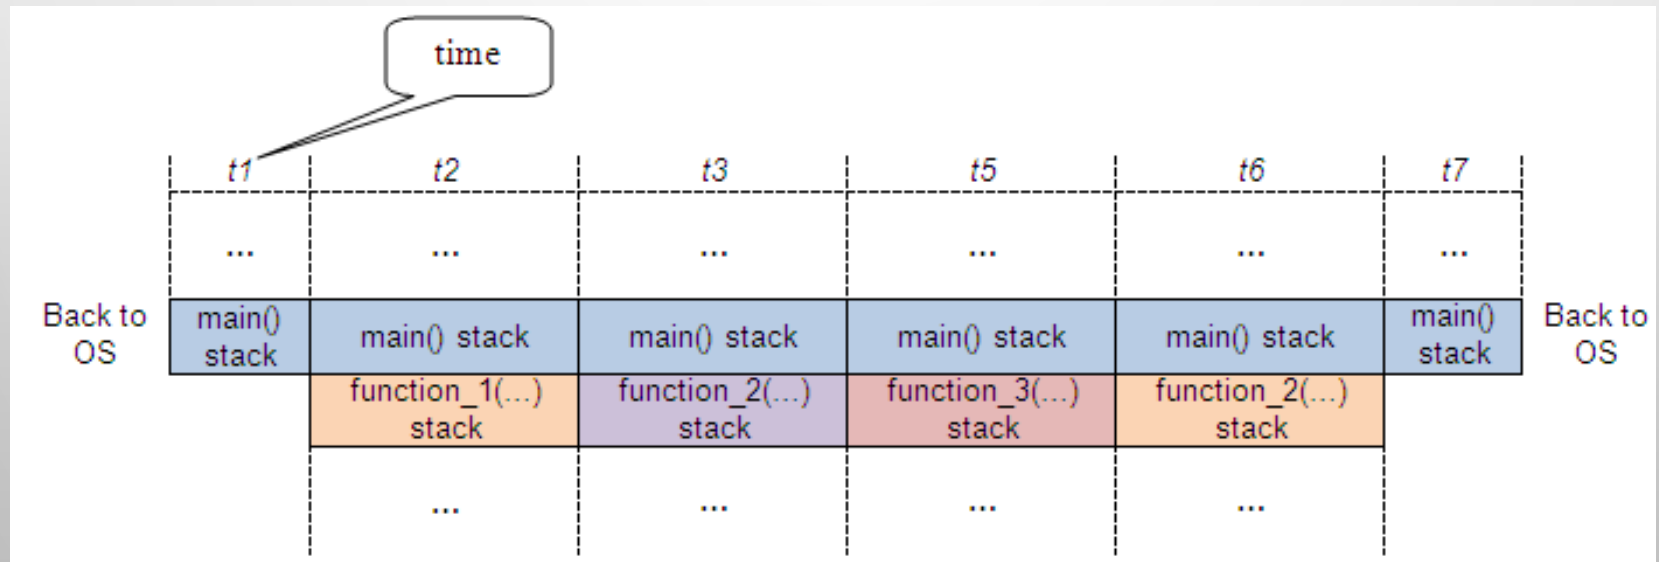 time
t1 t2 t3 t5 t6 t7
... ... ... ... ... ...
Back to
OS
main()
stack
main() stack
main() stack
main() stack
main() stack
main()
stack
Back to
OS
function_1(...)
stack
function_2(...)
stack
function_3(...)
stack
function_2(...)
stack
... ... ... ...